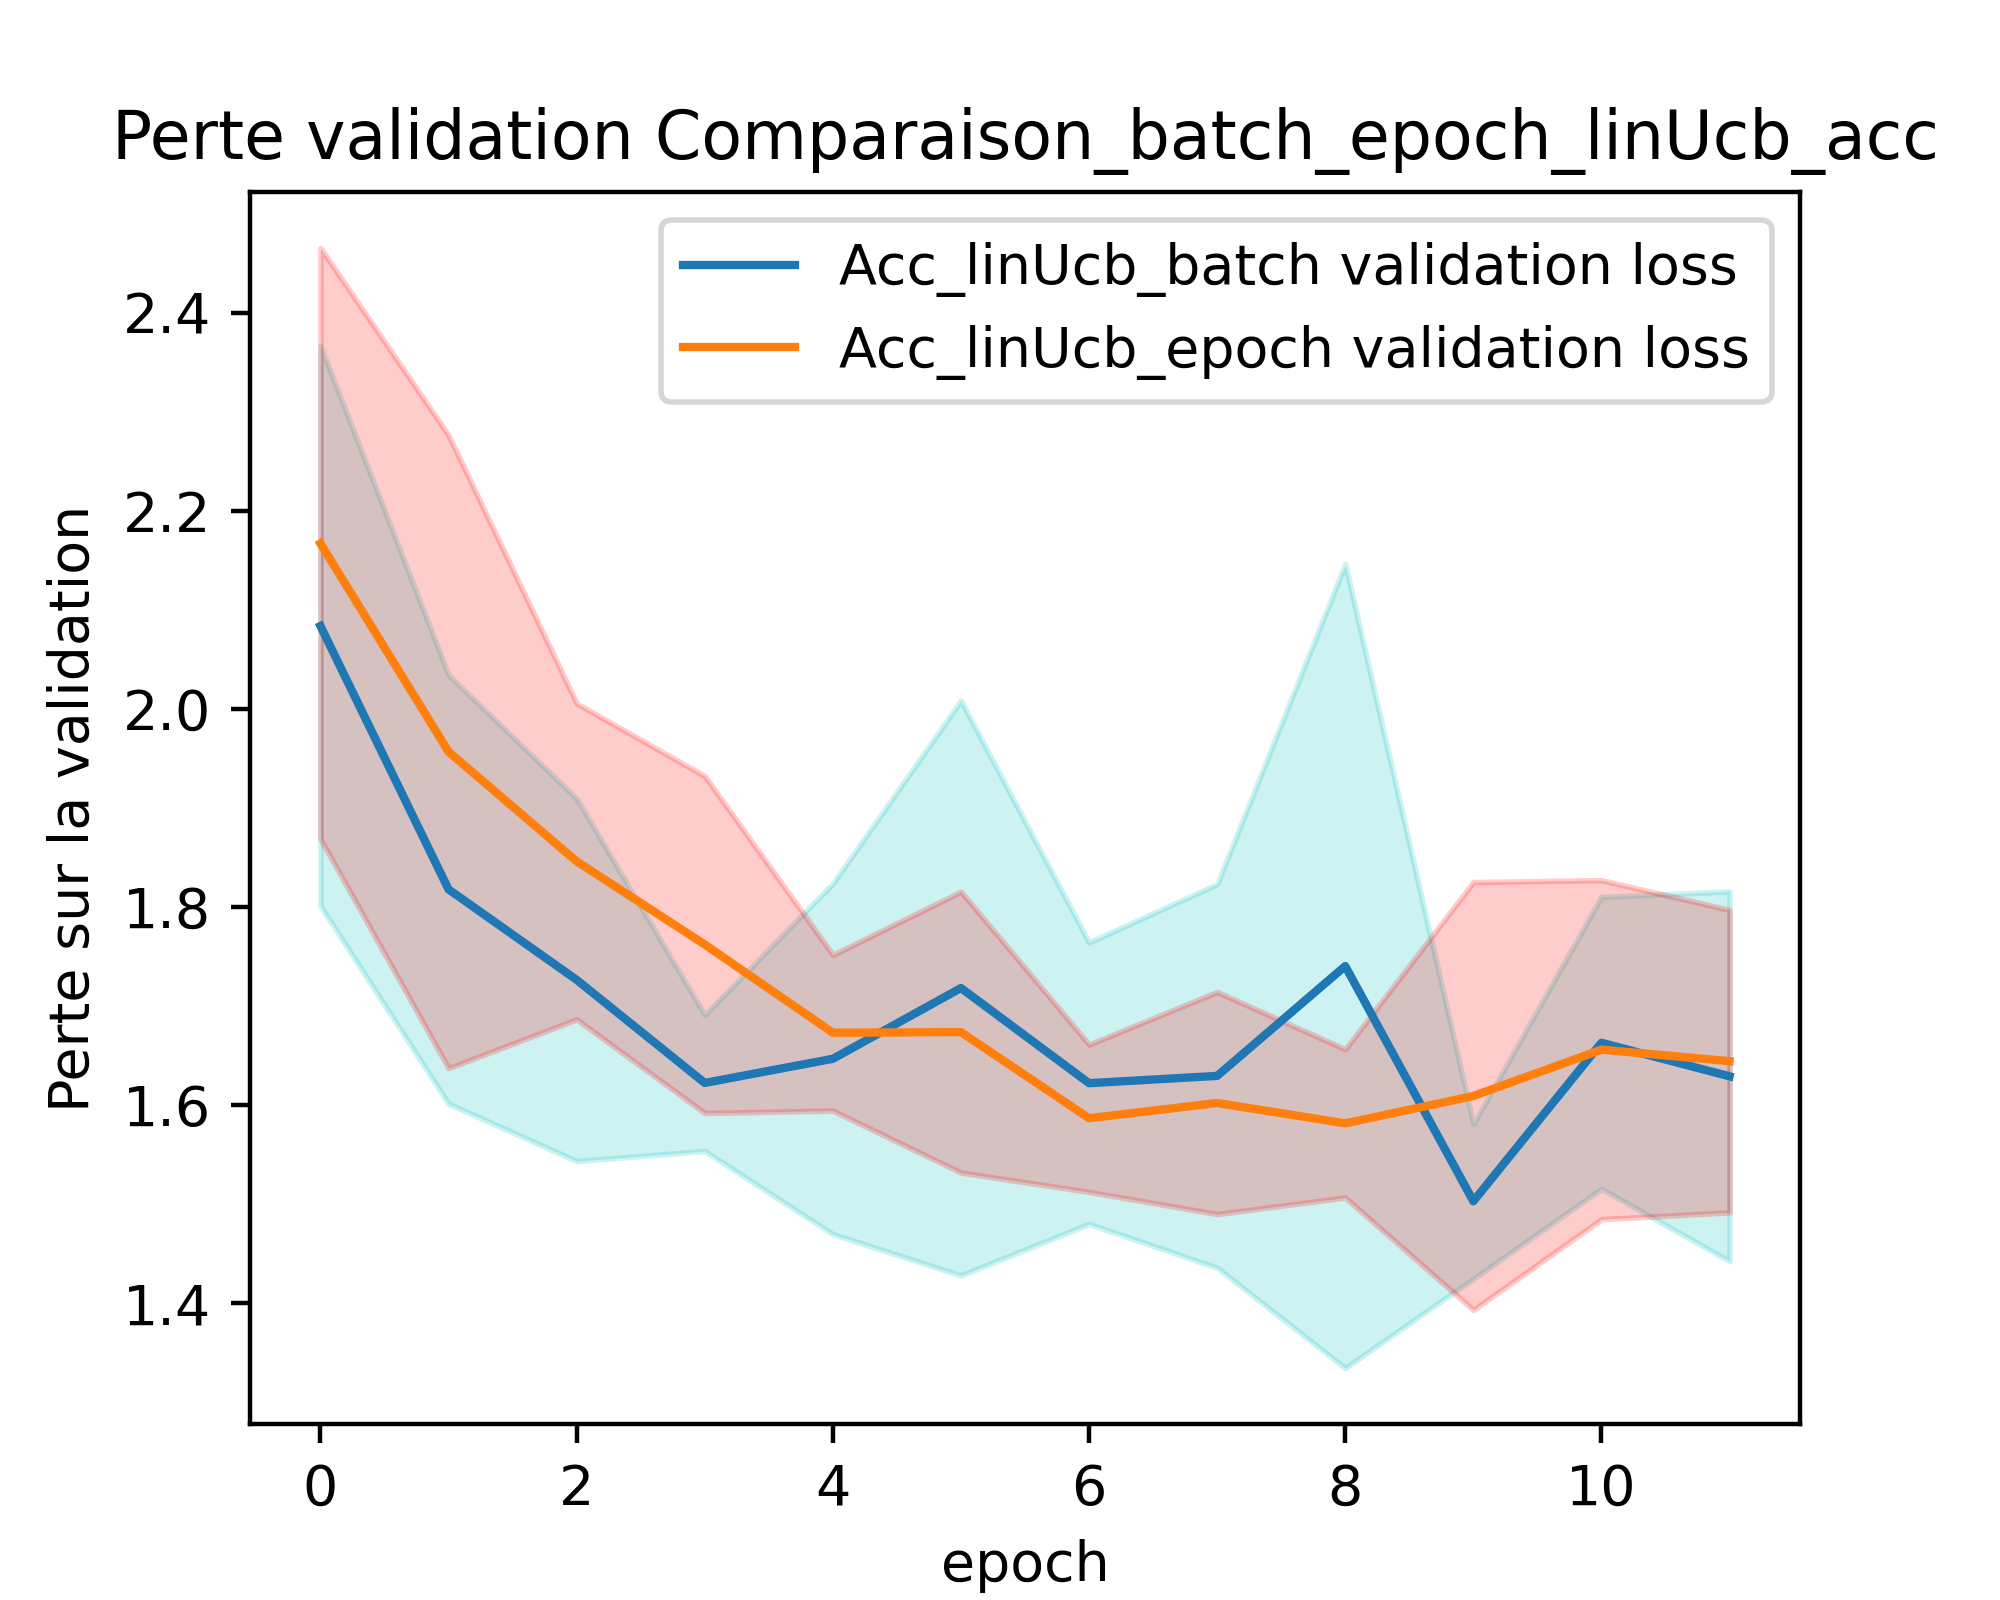 Perte validation Comparaison_batch_epoch_linUcb_acc
Acc_linUcb_batch validation loss
Acc_linUcb_epoch validation loss
Perte sur la validation
2.4
2.2
2.0
1.8
1.6
1.4
0 2 4 6 8 10
epoch